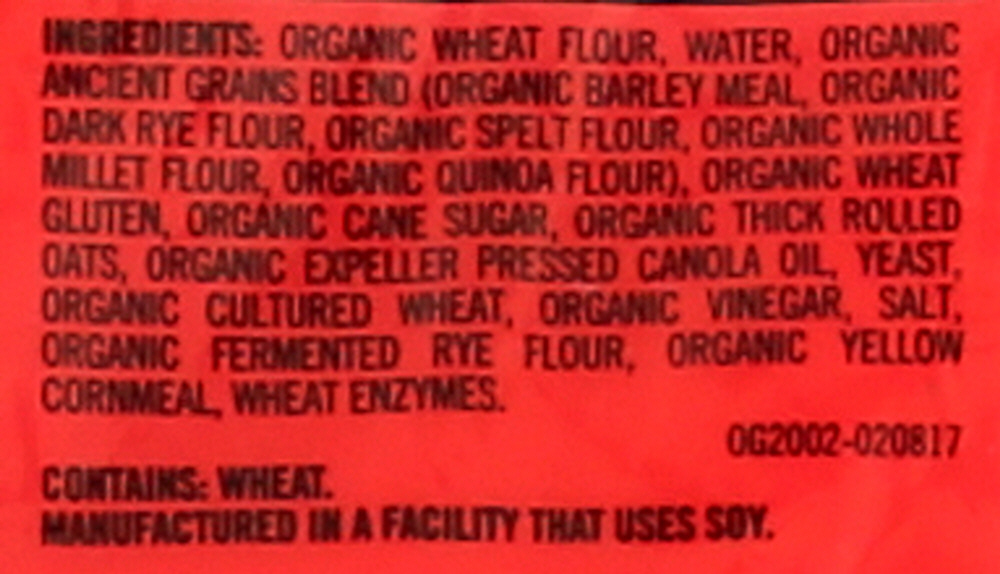 INGREDIENTS: ORGANIC WHEAT FLOUR, WATER, ORGANIC
ANCIENT GRAINS BLEND (ORGANIC BARLEY MEAL, ORGANIC
DARK RYE FLOUR, ORGANIC SPELT FLOUR, ORGANIC WHOLE
MILLET FLOUR, ORGANIC QUINOA FLOUR), ORGANIC WHEAT
GLUTEN, ORGANIC CANE SUGAR, ORGANIC THICK ROLLED
OATS, ORGANIC EXPELLER PRESSED CANOLA OIL, YEAST,
ORGANIC CULTURED WHEAT, ORGANIC VINEGAR, SALT,
ORGANIC FERMENTED RYE FLOUR, ORGANIC YELLOW
CORNMEAL, WHEAT ENZYMES.
OG2002-020817
CONTAINS: WHEAT.
MANUFACTURED IN A FACILITY THAT USES SOY.